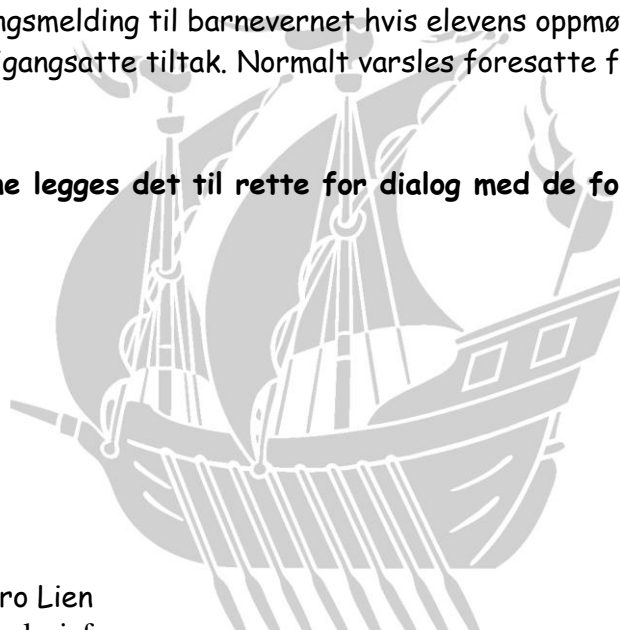 ngsmelding til barnevernet hvis elevens oppmø
gangsatte tiltak. Normalt varsles foresatte f
ne legges det til rette for dialog med de fo
ro Lien